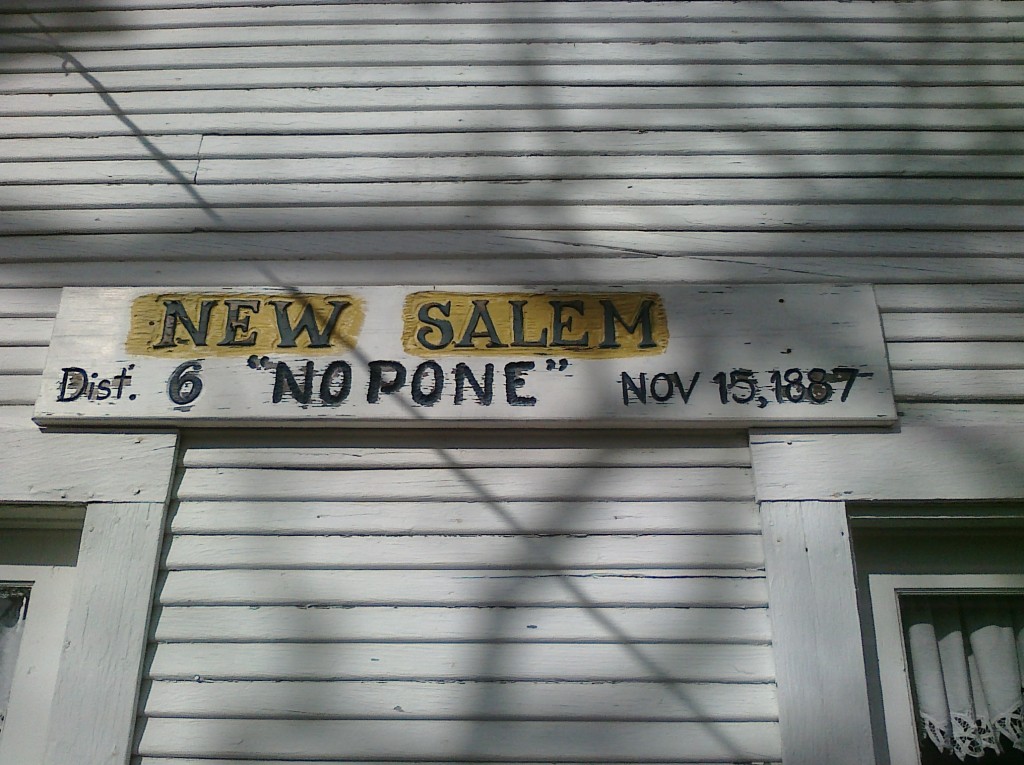 NEW SALEM
Dist. 6 "NOPONE" NOV 15, 1887